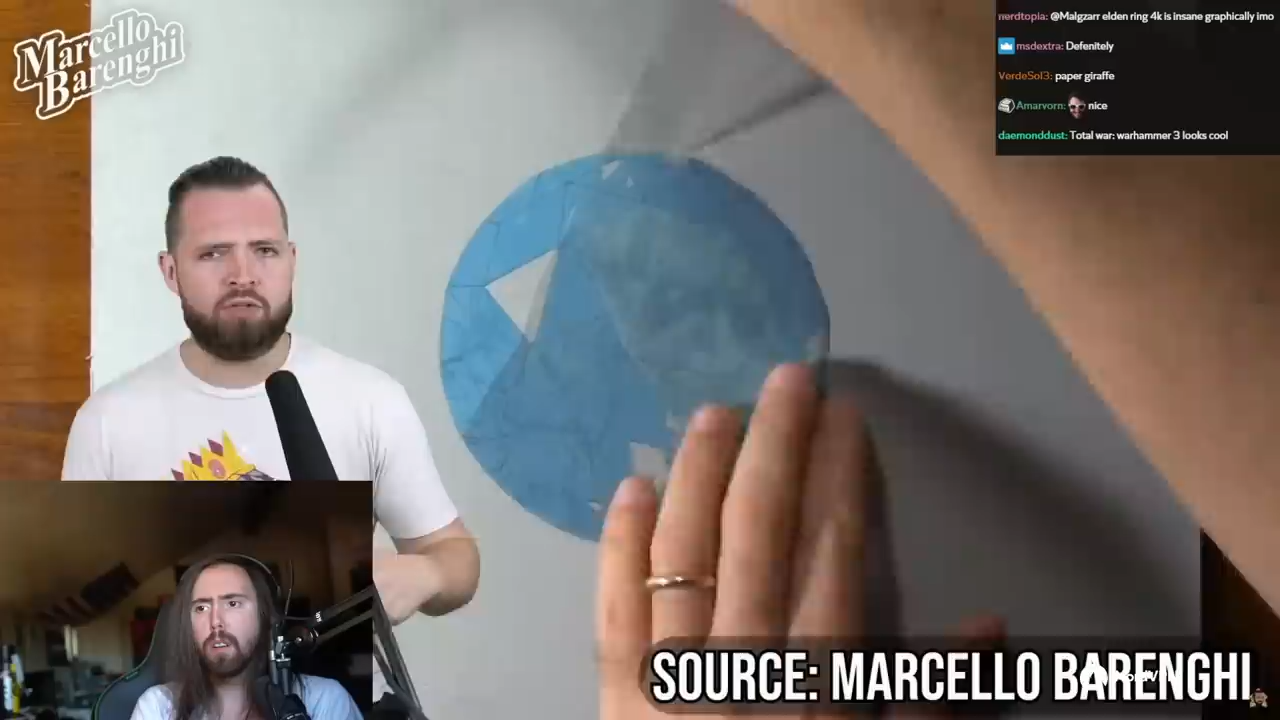 Marcello
Barenghi
nerdtopia: @Malgzarr elden ring 4k is insane graphically imo
msdextra: Defenitely
VerdeSol3: paper giraffe
Amarvorn: nice
daemonddust: Total war: warhammer 3 looks cool
SOURCE: MARCELLO BARENGHI